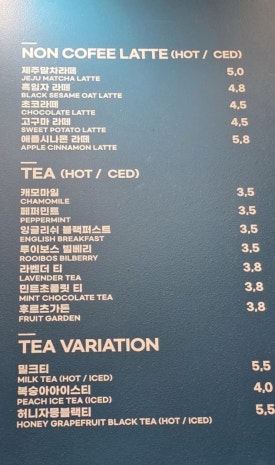 NON COFEE LATTE (HOT / CED)
제주말차라떼 5,0
JEJU MATCHA LATTE
흑임자 라떼 4,8
BLACK SESAME OAT LATTE
초코라떼 4,5
CHOCOLATE LATTE
고구마 라떼 4,5
SWEET POTATO LATTE
애플시나몬 라떼 5,8
APPLE CINNAMON LATTE
TEA (HOT / CED)
캐모마일 3,5
CHAMOMILE
페퍼민트 3,5
PEPPERMINT
잉글리쉬 블랙퍼스트 3,5
ENGLISH BREAKFAST
루이보스 빌베리 3,5
ROOIBOS BILBERRY
라벤더 티 3,8
LAVENDER TEA
민트초콜릿 티 3,8
MINT CHOCOLATE TEA
후르츠가든 3,8
FRUIT GARDEN
TEA VARIATION
밀크티 5,5
MILK TEA (HOT / ICED)
복숭아아이스티 4,0
PEACH ICE TEA (ICED)
허니자몽블랙티 5,5
HONEY GRAPEFRUIT BLACK TEA (HOT / ICED)